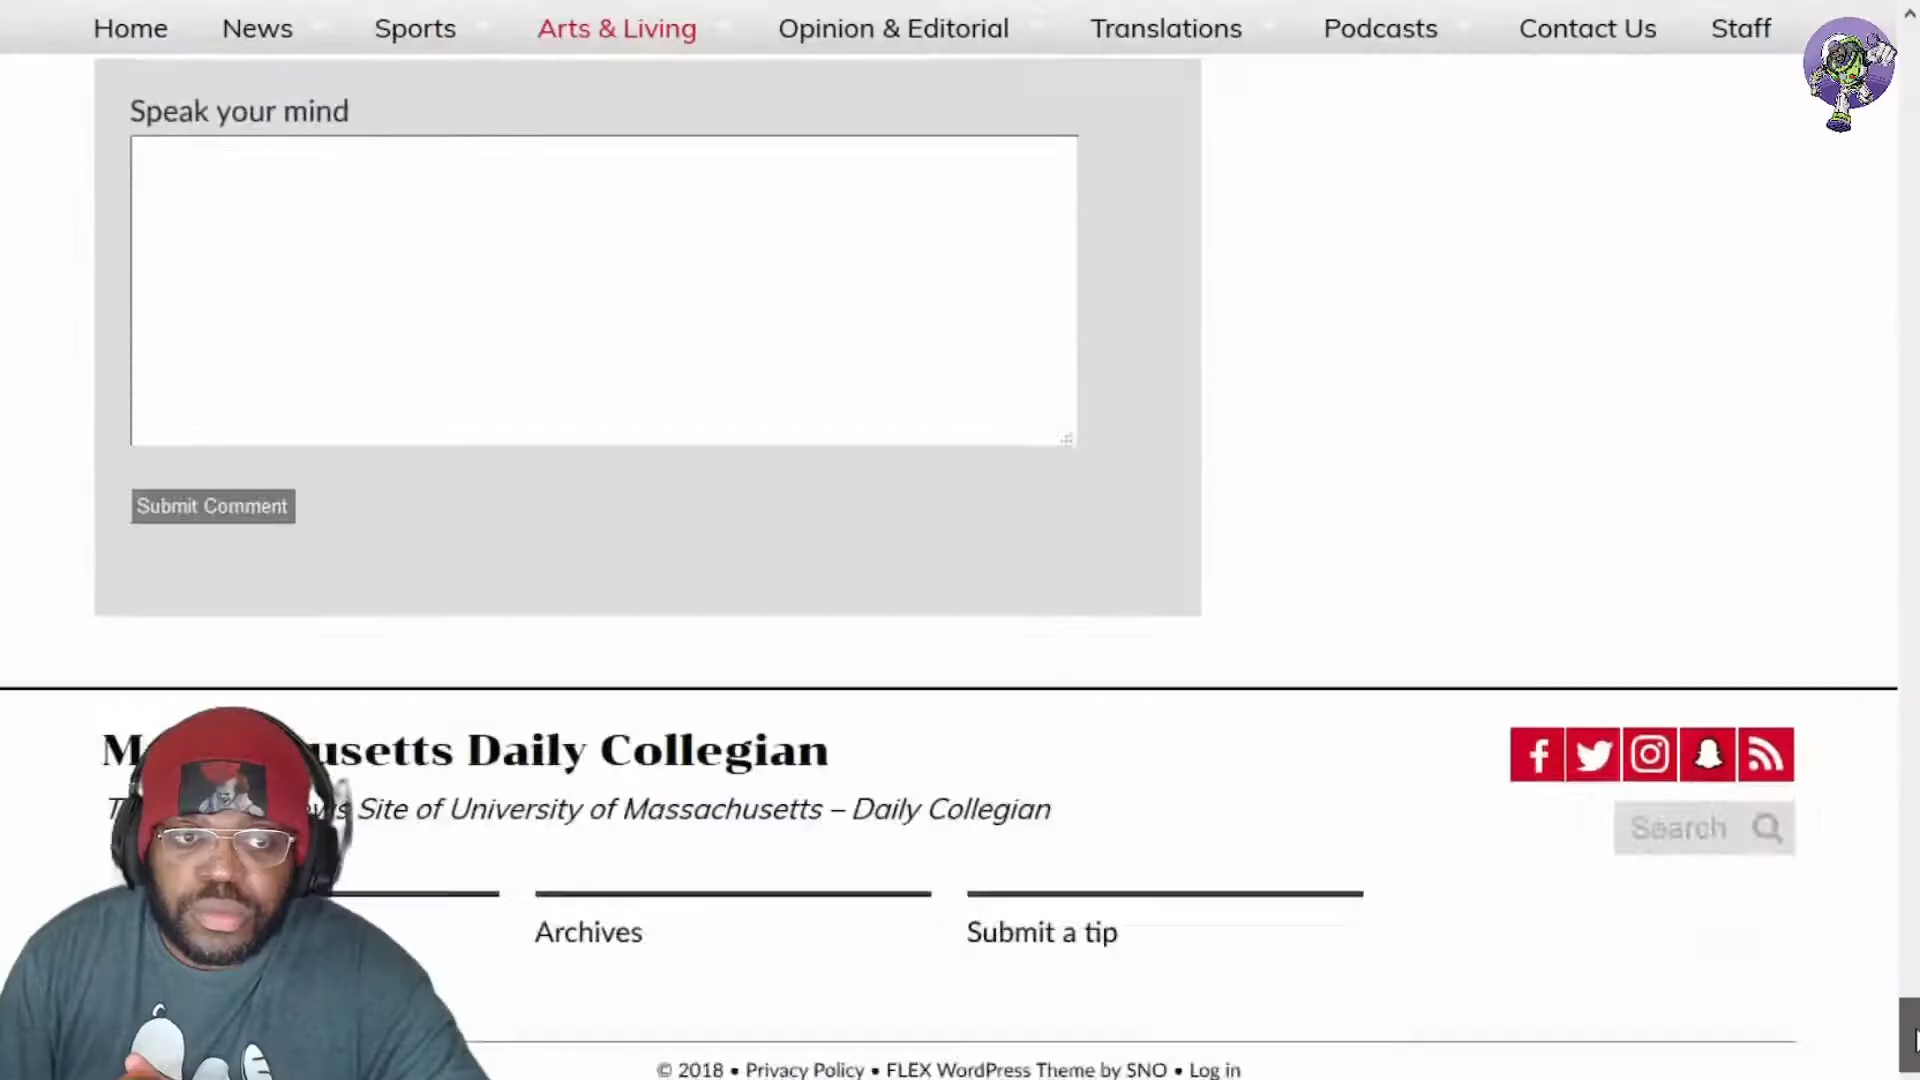 Home News Sports Arts & Living Opinion & Editorial Translations Podcasts Contact Us Staff
Speak your mind
Submit Comment
usetts Daily Collegian
Site of University of Massachusetts – Daily Collegian
Search
Archives
Submit a tip
© 2018 • Privacy Policy • FLEX WordPress Theme by SNO • Log in